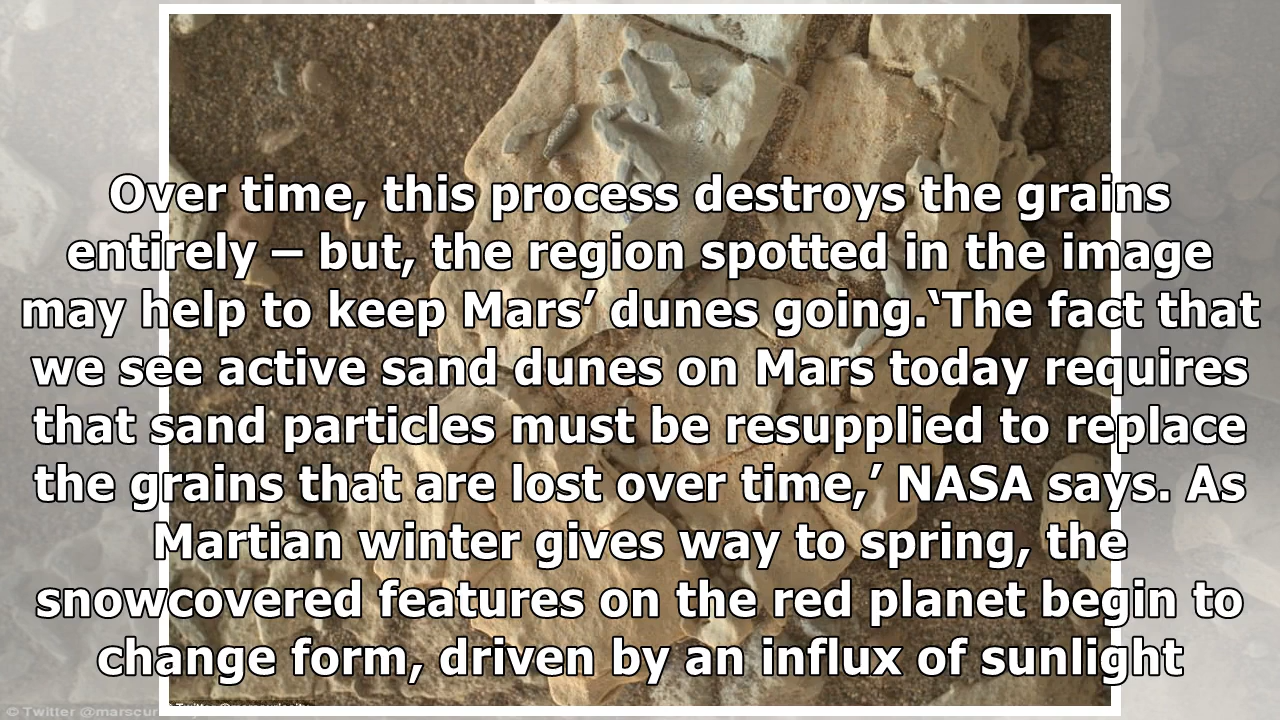 Over time, this process destroys the grains
entirely – but, the region spotted in the image
may help to keep Mars’ dunes going.‘The fact that
we see active sand dunes on Mars today requires
that sand particles must be resupplied to replace
the grains that are lost over time,’ NASA says. As
Martian winter gives way to spring, the
snowcovered features on the red planet begin to
change form, driven by an influx of sunlight
© Twitter @marscur